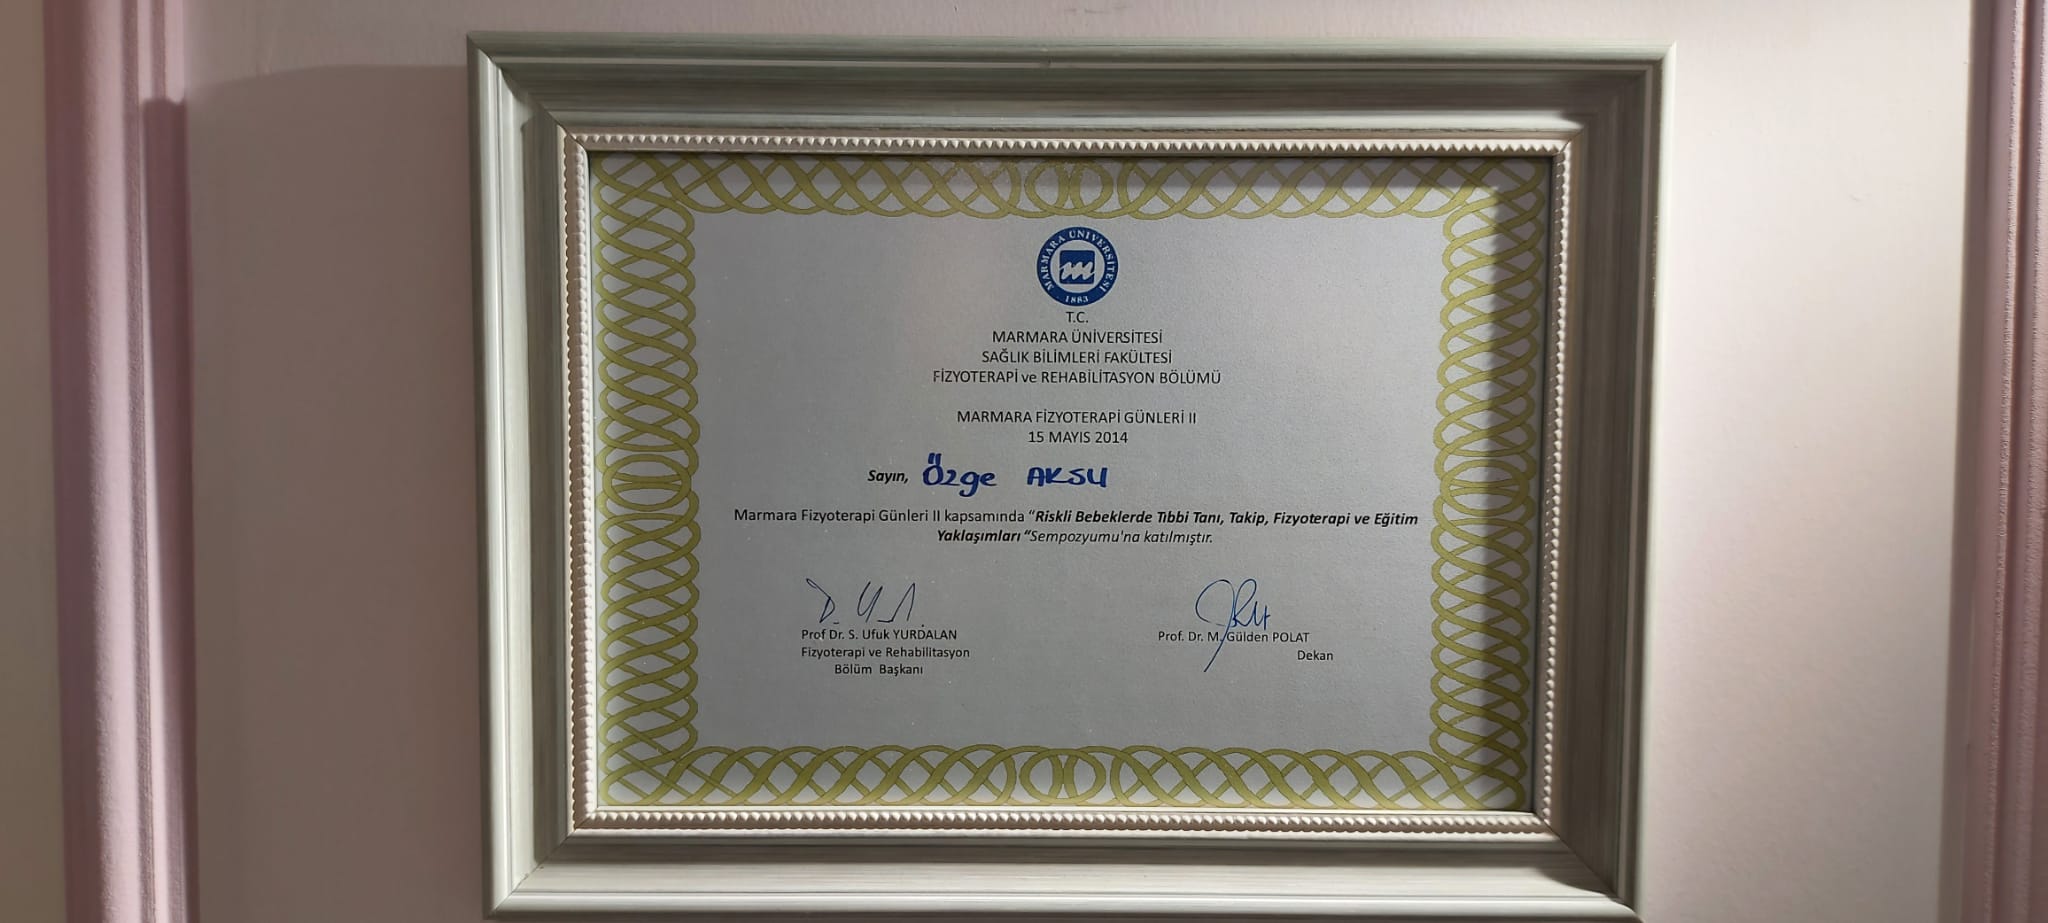 MARMARA ÜNİVERSİTESİ
m
1883
T.C.
MARMARA ÜNİVERSİTESİ
SAĞLIK BİLİMLERİ FAKÜLTESİ
FİZYOTERAPİ ve REHABİLİTASYON BÖLÜMÜ
MARMARA FİZYOTERAPİ GÜNLERİ II
15 MAYIS 2014
Sayın, Özge AKSU
Marmara Fizyoterapi Günleri II kapsamında “Riskli Bebeklerde Tıbbi Tanı, Takip, Fizyoterapi ve Eğitim
Yaklaşımları “Sempozyumu'na katılmıştır.
Prof Dr. S. Ufuk YURDALAN
Fizyoterapi ve Rehabilitasyon
Bölüm Başkanı
Prof. Dr. M. Gülden POLAT
Dekan